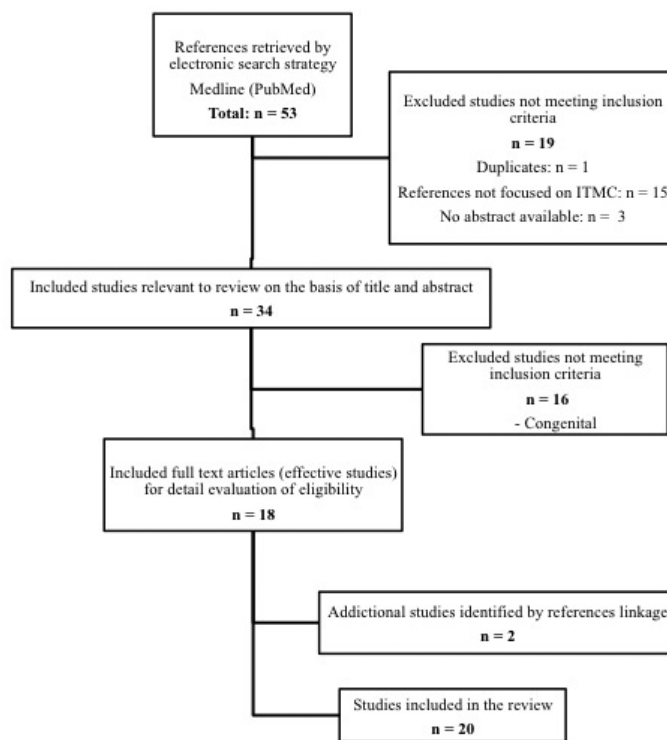 References retrieved by
electronic search strategy
Medline (PubMed)
Total: n = 53
Excluded studies not meeting inclusion
criteria
n = 19
Duplicates: n = 1
References not focused on ITMC: n = 15
No abstract available: n = 3
Included studies relevant to review on the basis of title and abstract
n = 34
Excluded studies not meeting
inclusion criteria
n = 16
- Congenital
Included full text articles (effective studies)
for detail evaluation of eligibility
n = 18
Addictional studies identified by references linkage
n = 2
Studies included in the review
n = 20